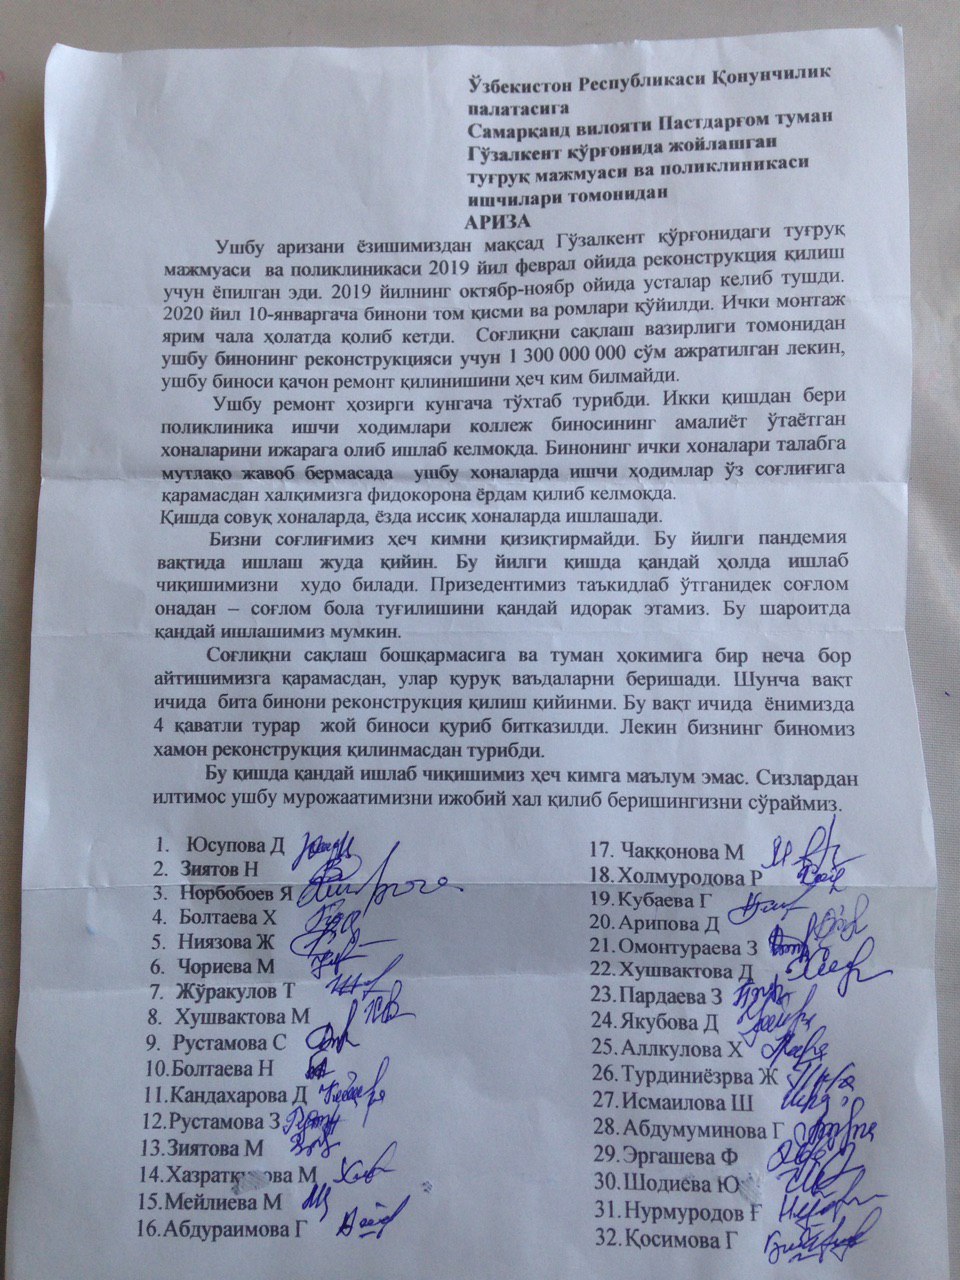 Ўзбекистон Республикаси Қонунчилик
палатасига
Самарқанд вилояти Пастдарғом туман
Гўзалкент қўрғонида жойлашган
туғруқ мажмуаси ва поликлиникаси
ишчилари томонидан
АРИЗА
Ушбу аризани ёзишимиздан мақсад Гўзалкент қўрғонидаги туғруқ
мажмуаси ва поликлиникаси 2019 йил феврал ойида реконструкция қилиш
учун ёпилган эди. 2019 йилнинг октябр-ноябр ойида усталар келиб тушди.
2020 йил 10-январгача бинони том қисми ва ромлари қўйилди. Ички монтаж
ярим чала ҳолатда қолиб кетди. Соғлиқни сақлаш вазирлиги томонидан
ушбу бинонинг реконструкцияси учун 1 300 000 000 сўм ажратилган лекин,
ушбу биноси қачон ремонт қилинишини ҳеч ким билмайди.
Ушбу ремонт ҳозирги кунгача тўхтаб турибди. Икки қишдан бери
поликлиника ишчи ходимлари коллеж биносининг амалиёт ўтаётган
хоналарини ижарага олиб ишлаб келмоқда. Бинонинг ички хоналари талабга
мутлақо жавоб бермасада ушбу хоналарда ишчи ҳодимлар ўз соғлиғига
қарамасдан халқимизга фидокорона ёрдам қилиб келмоқда.
Қишда совуқ хоналарда, ёзда иссиқ хоналарда ишлашади.
Бизни соғлиғимиз ҳеч кимни қизиқтирмайди. Бу йилги пандемия
вақтида ишлаш жуда қийин. Бу йилги қишда қандай ҳолда ишлаб
чиқишимизни худо билади. Призедентимиз таъкидлаб ўтганидек соғлом
онадан – соғлом бола туғилишини қандай идорак этамиз. Бу шароитда
қандай ишлашимиз мумкин.
Соғлиқни сақлаш бошқармасига ва туман ҳокимига бир неча бор
айтишимизга қарамасдан, улар қуруқ ваъдаларни беришади. Шунча вақт
ичида бита бинони реконструкция қилиш қийинми. Бу вақт ичида ёнимизда
4 қаватли турар жой биноси қуриб битказилди. Лекин бизнинг биномиз
хамон реконструкция қилинмасдан турибди.
Бу қишда қандай ишлаб чиқишимиз ҳеч кимга маълум эмас. Сизлардан
илтимос ушбу мурожаатимизни ижобий хал қилиб беришингизни сўраймиз.
1. Юсупова Д
2. Зиятов Н
3. Норбобоев Я
4. Болтаева Х
5. Ниязова Ж
6. Чориева М
7. Жўракулов Т
8. Хушвактова М
9. Рустамова С
10.Болтаева Н
11.Кандахарова Д
12.Рустамова З
13.Зиятова М
14.М
15.Мейлиева М
16.Абдураимова Г
17. Чаққонова М
18.Холмуродова Р
19.Кубаева Г
20.Арипова Д
21.Омонтураева З
22.Хушвактова Д
23.Пардаева З
24.Якубова Д
25.Аллкулова Х
26.Турдиниёзрва Ж
27.Исмаилова Ш
28.Абдумуминова Г
29.Эргашева Ф
30.Шодиева Ю
31.Нурмуродов Ғ
32.Қосимова Г